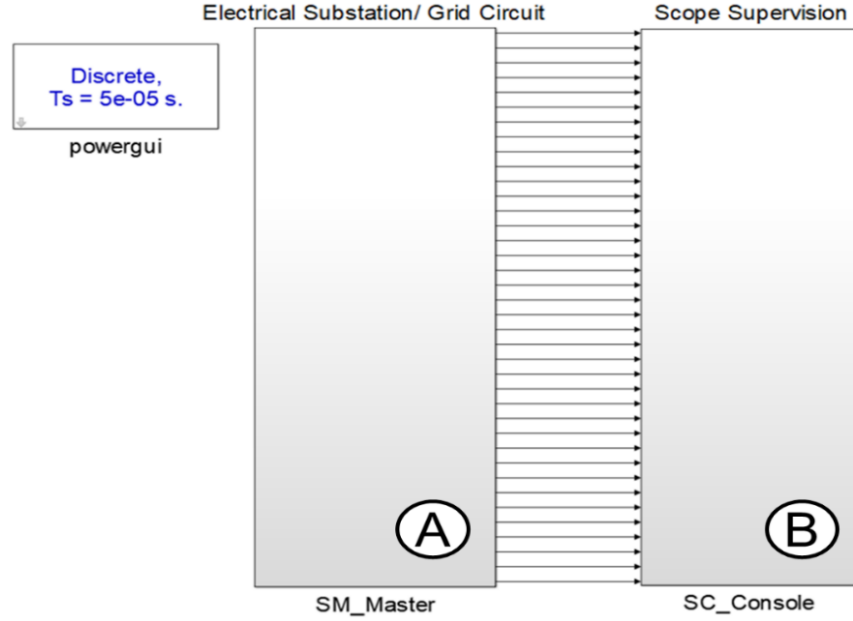 Electrical Substation/ Grid Circuit
Scope Supervision
Discrete,
Ts = 5e-05 s.
powergui
A
B
SM_Master
SC_Console